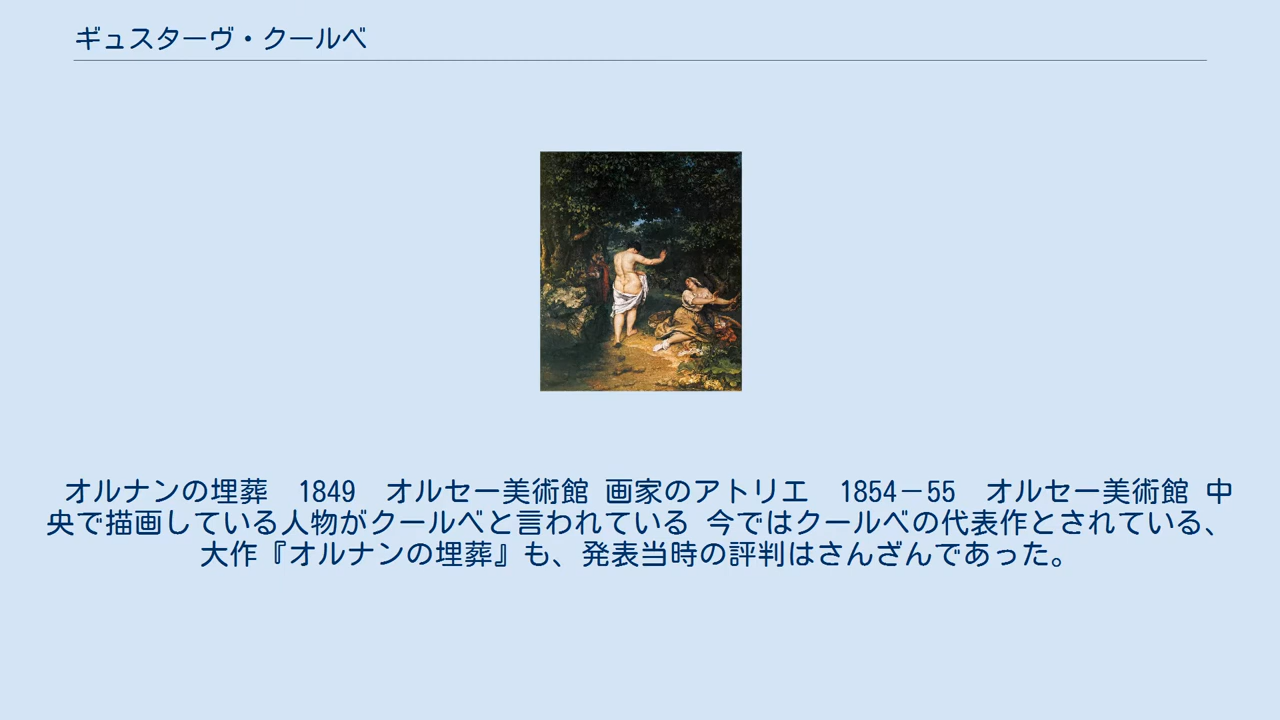 ギュスターヴ・クールベ
オルナンの埋葬　1849　オルセー美術館 画家のアトリエ　1854－55　オルセー美術館 中
央で描画している人物がクールベと言われている 今ではクールベの代表作とされている、
大作『オルナンの埋葬』も、発表当時の評判はさんざんであった。